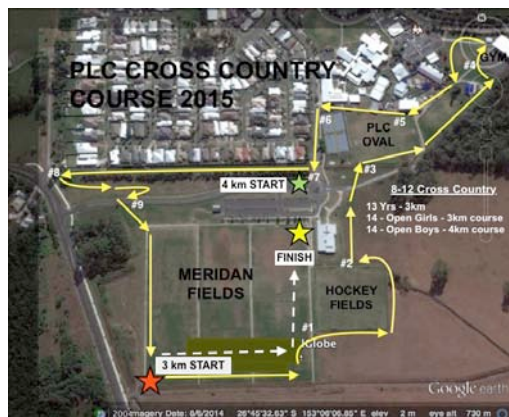 PLC CROSS COUNTRY
COURSE 2015
GYM
#4
#6
#5
PLC
OVAL
#3
#8
#7
4 km START
8-12 Cross Country
13 Yrs - 3km
14 - Open Girls - 3km course
14 - Open Boys - 4km course
#9
FINISH
#2
MERIDAN
FIELDS
HOCKEY
FIELDS
#1
Globe
3 km START
Google earth
Imagery Date: 8/6/2014 26°45'32.63" S 153°06'06.85" E elev 2 m eye alt 730 m